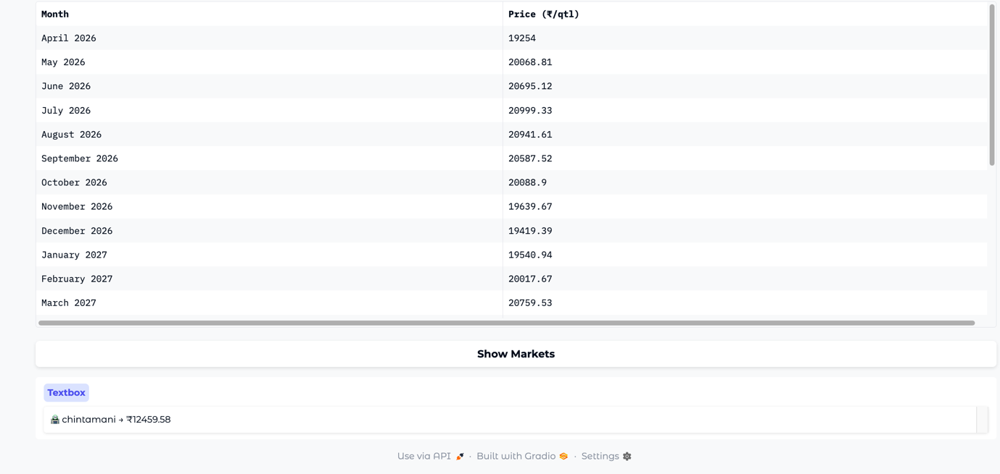 Month Price (₹/qtl)
April 2026 19254
May 2026 20068.81
June 2026 20695.12
July 2026 20999.33
August 2026 20941.61
September 2026 20587.52
October 2026 20088.9
November 2026 19639.67
December 2026 19419.39
January 2027 19540.94
February 2027 20017.67
March 2027 20759.53
Show Markets
Textbox
chintamani → ₹12459.58
Use via API · Built with Gradio · Settings